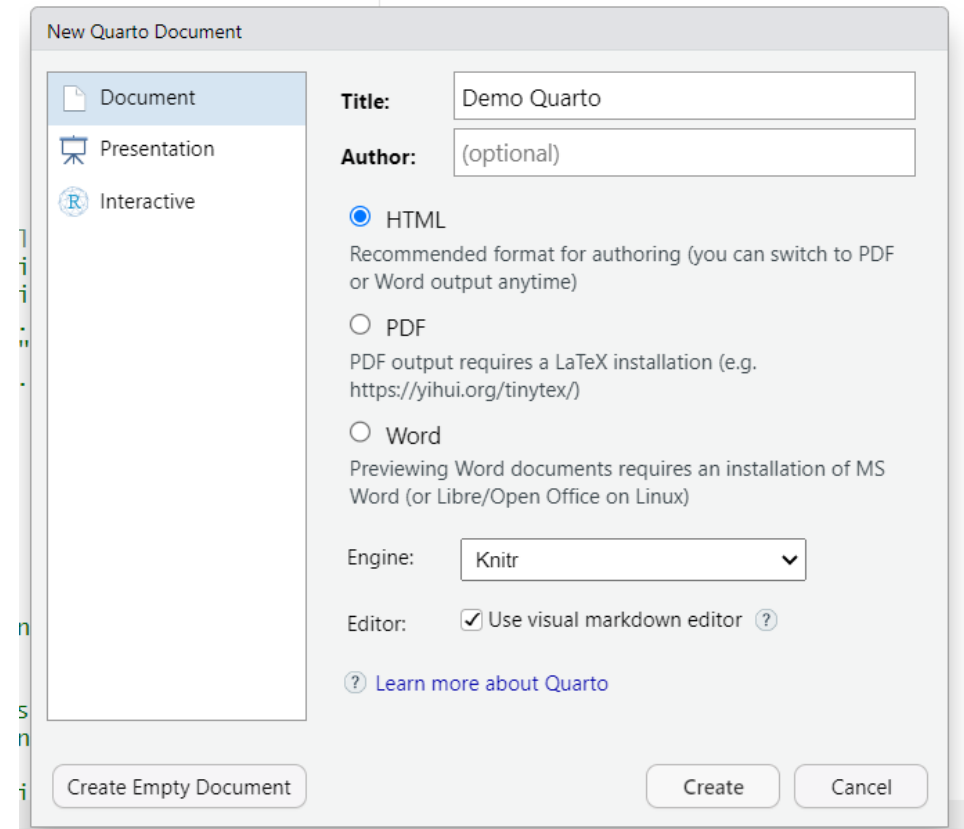 New Quarto Document
Document
Presentation
R Interactive
Title: Demo Quarto
Author: (optional)
HTML
Recommended format for authoring (you can switch to PDF
or Word output anytime)
PDF
PDF output requires a LaTeX installation (e.g.
https://yihui.org/tinytex/)
Word
Previewing Word documents requires an installation of MS
Word (or Libre/Open Office on Linux)
Engine: Knitr
Editor: Use visual markdown editor ?
? Learn more about Quarto
Create Empty Document
Create
Cancel